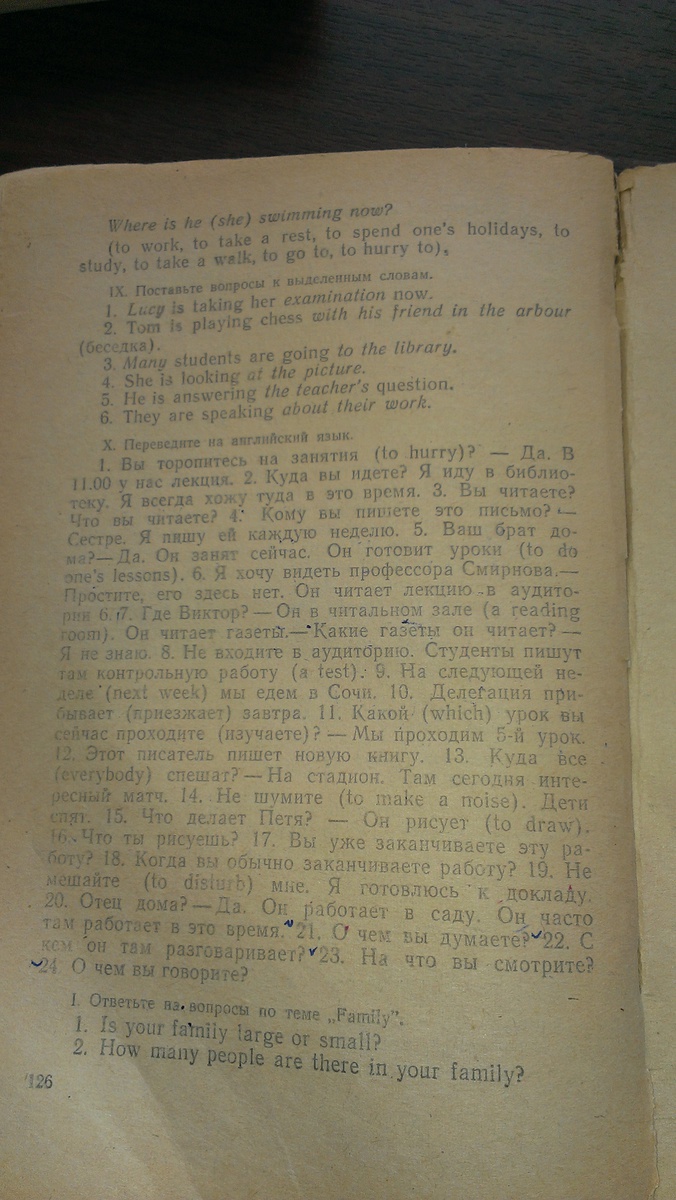 Where is he (she) swimming now?
(to work, to take a rest, to spend one's holidays, to
study, to take a walk, to go to, to hurry to),
IX. Поставьте вопросы к выделенным словам.
1. Lucy is taking her examination now.
2. Tom is playing chess with his friend in the arbour
(беседка).
3. Many students are going to the library.
4. She is looking at the picture.
5. He is answering the teacher's question.
6. They are speaking about their work.
X. Переведите на английский язык.
1. Вы торопитесь на занятия (to hurry)? — Да. В
11.00 у нас лекция. 2. Куда вы идете? Я иду в библио-
теку. Я всегда хожу туда в это время. 3. Вы читаете?
Что вы читаете? 4. Кому вы пишете это письмо? —
Сестре. Я пишу ей каждую неделю. 5. Ваш брат до-
ма? — Да. Он занят сейчас. Он готовит уроки (to do
one's lessons). 6. Я хочу видеть профессора Смирнова. —
Простите, его здесь нет. Он читает лекцию в аудито-
рии 6. 7. Где Виктор? — Он в читальном зале (a reading
room). Он читает газеты. — Какие газеты он читает? —
Я не знаю. 8. Не входите в аудиторию. Студенты пишут
там контрольную работу (a test). 9. На следующей не-
деле (next week) мы едем в Сочи. 10. Делегация при-
бывает (приезжает) завтра. 11. Какой (which) урок вы
сейчас проходите (изучаете)? — Мы проходим 5-й урок.
12. Этот писатель пишет новую книгу. 13. Куда все
(everybody) спешат? — На стадион. Там сегодня инте-
ресный матч. 14. Не шумите (to make a noise). Дети
спят. 15. Что делает Петя? — Он рисует (to draw).
16. Что ты рисуешь? 17. Вы уже заканчиваете эту ра-
боту? 18. Когда вы обычно заканчиваете работу? 19. Не
мешайте (to disturb) мне. Я готовлюсь к докладу.
20. Отец дома? — Да. Он работает в саду. Он часто
там работает в это время. 21. О чем вы думаете? 22. С
кем он там разговаривает? 23. На что вы смотрите?
24. О чем вы говорите?
I. Ответьте на вопросы по теме „Family".
1. Is your family large or small?
2. How many people are there in your family?
126